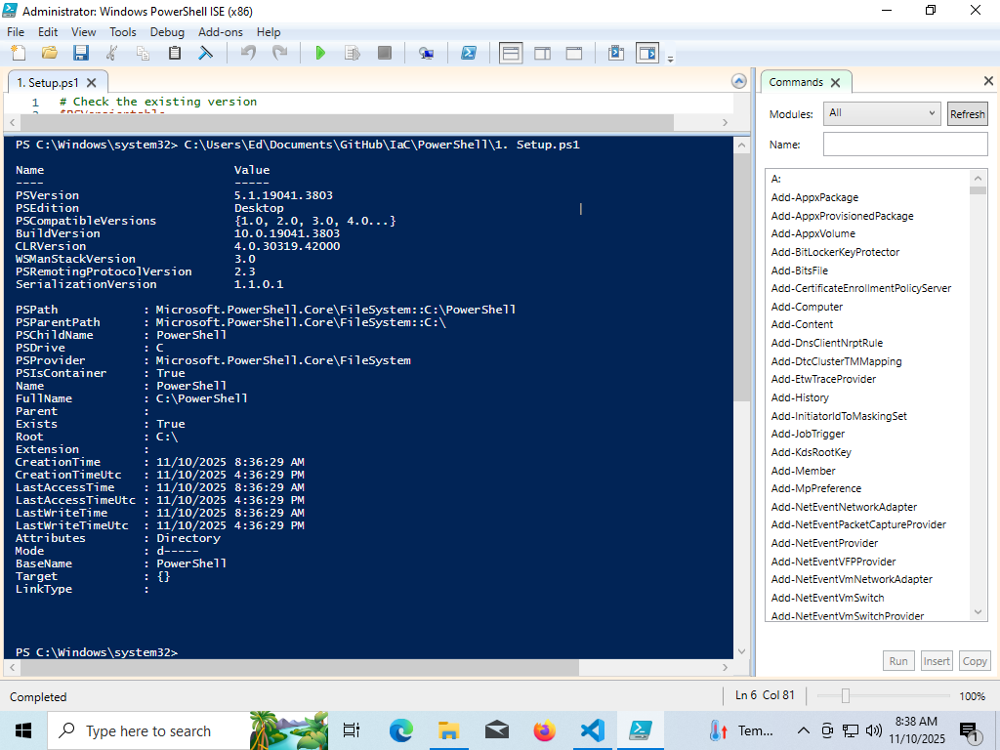 Administrator: Windows PowerShell ISE (x86)
File Edit View Tools Debug Add-ons Help
1. Setup.ps1
1 # Check the existing version
Commands
Modules: All Refresh
Name:
PS C:\Windows\system32> C:\Users\Ed\Documents\GitHub\IaC\PowerShell\1. Setup.ps1
Name Value
---- -----
PSVersion 5.1.19041.3803
PSEdition Desktop
PSCompatibleVersions {1.0, 2.0, 3.0, 4.0...}
BuildVersion 10.0.19041.3803
CLRVersion 4.0.30319.42000
WSManStackVersion 3.0
PSRemotingProtocolVersion 2.3
SerializationVersion 1.1.0.1
PSPath : Microsoft.PowerShell.Core\FileSystem::C:\PowerShell
PSParentPath : Microsoft.PowerShell.Core\FileSystem::C:\
PSChildName : PowerShell
PSDrive : C
PSProvider : Microsoft.PowerShell.Core\FileSystem
PSIsContainer : True
Name : PowerShell
FullName : C:\PowerShell
Parent :
Exists : True
Root : C:\
Extension :
CreationTime : 11/10/2025 8:36:29 AM
CreationTimeUtc : 11/10/2025 4:36:29 PM
LastAccessTime : 11/10/2025 8:36:29 AM
LastAccessTimeUtc : 11/10/2025 4:36:29 PM
LastWriteTime : 11/10/2025 8:36:29 AM
LastWriteTimeUtc : 11/10/2025 4:36:29 PM
Attributes : Directory
Mode : d-----
BaseName : PowerShell
Target : {}
LinkType :
PS C:\Windows\system32>
A:
Add-AppxPackage
Add-AppxProvisionedPackage
Add-AppxVolume
Add-BitLockerKeyProtector
Add-BitsFile
Add-CertificateEnrollmentPolicyServer
Add-Computer
Add-Content
Add-DnsClientNrptRule
Add-DtcClusterTMMapping
Add-EtwTraceProvider
Add-History
Add-InitiatorIdToMaskingSet
Add-JobTrigger
Add-KdsRootKey
Add-Member
Add-MpPreference
Add-NetEventNetworkAdapter
Add-NetEventPacketCaptureProvider
Add-NetEventProvider
Add-NetEventVFPProvider
Add-NetEventVmNetworkAdapter
Add-NetEventVmSwitch
Add-NetEventVmSwitchProvider
Run Insert Copy
Completed
Ln 6 Col 81
100%
Type here to search
Tem...
8:38 AM
11/10/2025
1